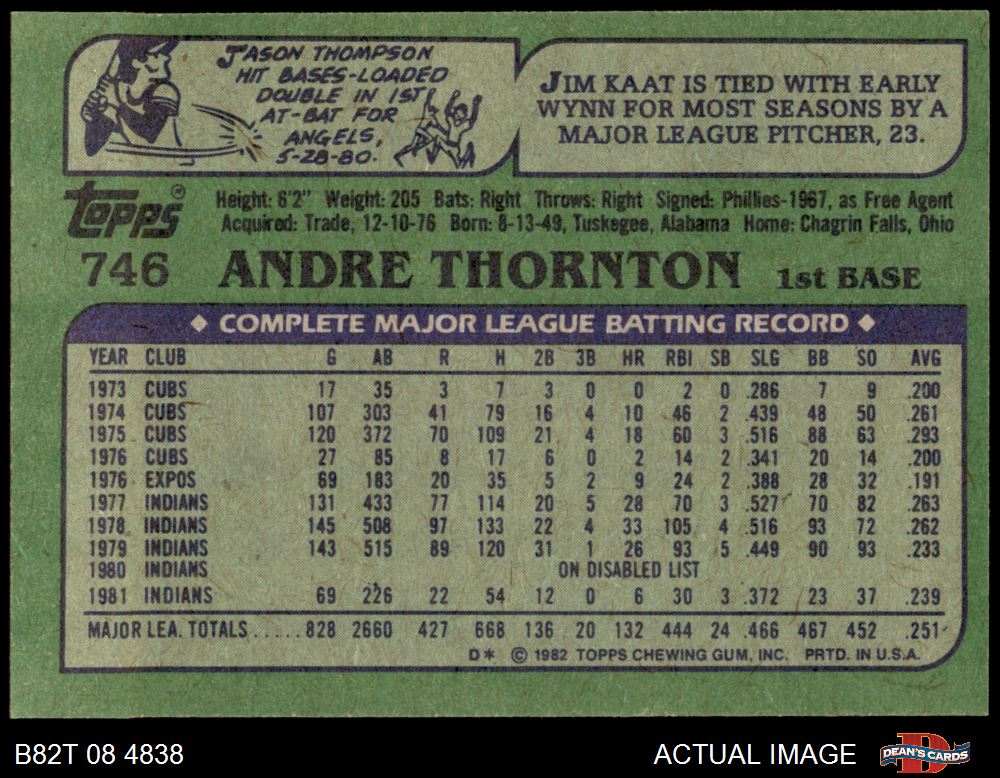 JASON THOMPSON
HIT BASES-LOADED
DOUBLE IN 1ST
AT-BAT FOR
ANGELS,
5-28-80.
JIM KAAT IS TIED WITH EARLY
WYNN FOR MOST SEASONS BY A
MAJOR LEAGUE PITCHER, 23.
topps®
Height: 6'2" Weight: 205 Bats: Right Throws: Right Signed: Phillies-1967, as Free Agent
Acquired: Trade, 12-10-76 Born: 8-13-49, Tuskegee, Alabama Home: Chagrin Falls, Ohio
746 ANDRE THORNTON 1st BASE
◆ COMPLETE MAJOR LEAGUE BATTING RECORD ◆
YEAR CLUB G AB R H 2B 3B HR RBI SB SLG BB SO AVG
1973 CUBS 17 35 3 7 3 0 0 2 0 .286 7 9 .200
1974 CUBS 107 303 41 79 16 4 10 46 2 .439 48 50 .261
1975 CUBS 120 372 70 109 21 4 18 60 3 .516 88 63 .293
1976 CUBS 27 85 8 17 6 0 2 14 2 .341 20 14 .200
1976 EXPOS 69 183 20 35 5 2 9 24 2 .388 28 32 .191
1977 INDIANS 131 433 77 114 20 5 28 70 3 .527 70 82 .263
1978 INDIANS 145 508 97 133 22 4 33 105 4 .516 93 72 .262
1979 INDIANS 143 515 89 120 31 1 26 93 5 .449 90 93 .233
1980 INDIANS ON DISABLED LIST
1981 INDIANS 69 226 22 54 12 0 6 30 3 .372 23 37 .239
MAJOR LEA. TOTALS.....828 2660 427 668 136 20 132 444 24 .466 467 452 .251
D* © 1982 TOPPS CHEWING GUM, INC. PRTD. IN U.S.A.
B82T 08 4838 ACTUAL IMAGE DEAN'S CARDS